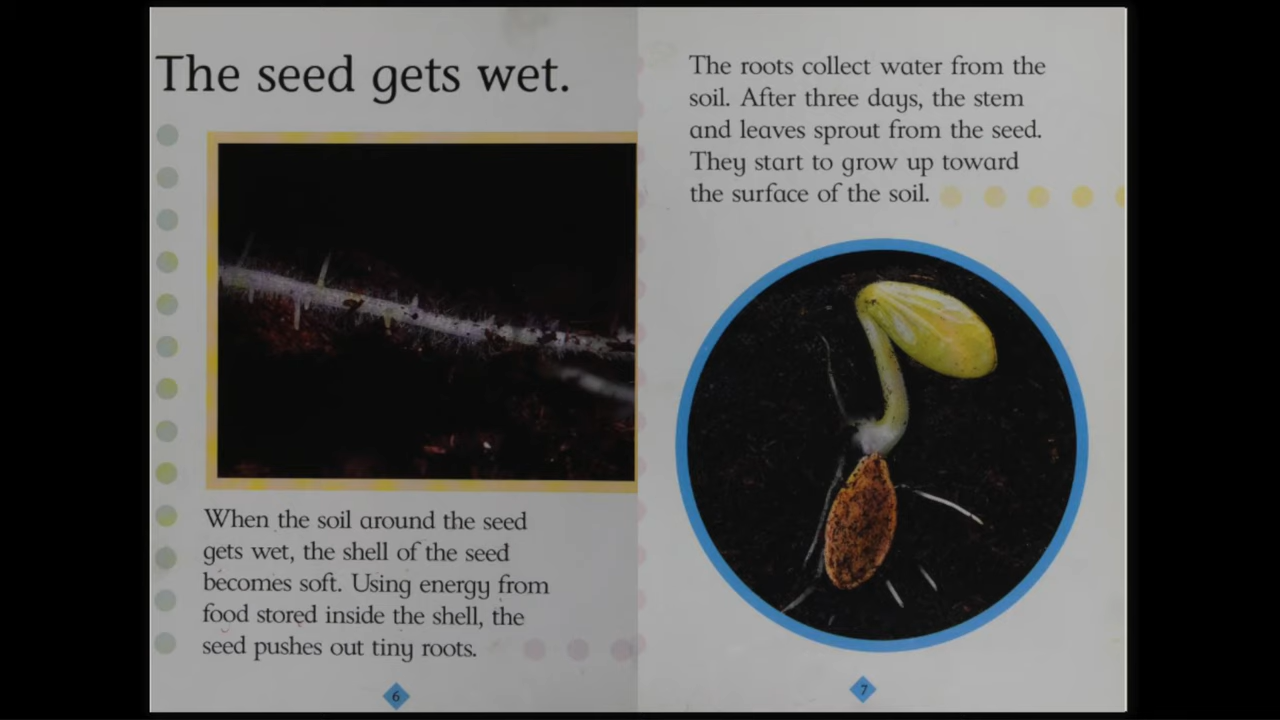 The seed gets wet.
When the soil around the seed
gets wet, the shell of the seed
becomes soft. Using energy from
food stored inside the shell, the
seed pushes out tiny roots.
6
The roots collect water from the
soil. After three days, the stem
and leaves sprout from the seed.
They start to grow up toward
the surface of the soil.
7